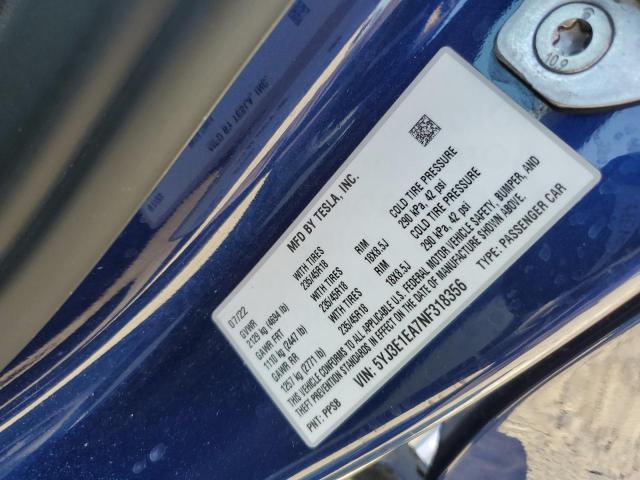 10.9
MFD BY TESLA, INC.
07/22
GVWR
2129 kg (4694 lb)
GAWR FRT WITH TIRES RIM COLD TIRE PRESSURE
1110 kg (2447 lb) 235/45R18 18X8.5J 290 kPa, 42 psi
GAWR RR WITH TIRES RIM COLD TIRE PRESSURE
1257 kg (2771 lb) 235/45R18 18X8.5J 290 kPa, 42 psi
THIS VEHICLE CONFORMS TO ALL APPLICABLE U.S. FEDERAL MOTOR VEHICLE SAFETY, BUMPER, AND
THEFT PREVENTION STANDARDS IN EFFECT ON THE DATE OF MANUFACTURE SHOWN ABOVE.
VIN: 5YJ3E1EA7NF318356 TYPE: PASSENGER CAR
PNT: PPSB